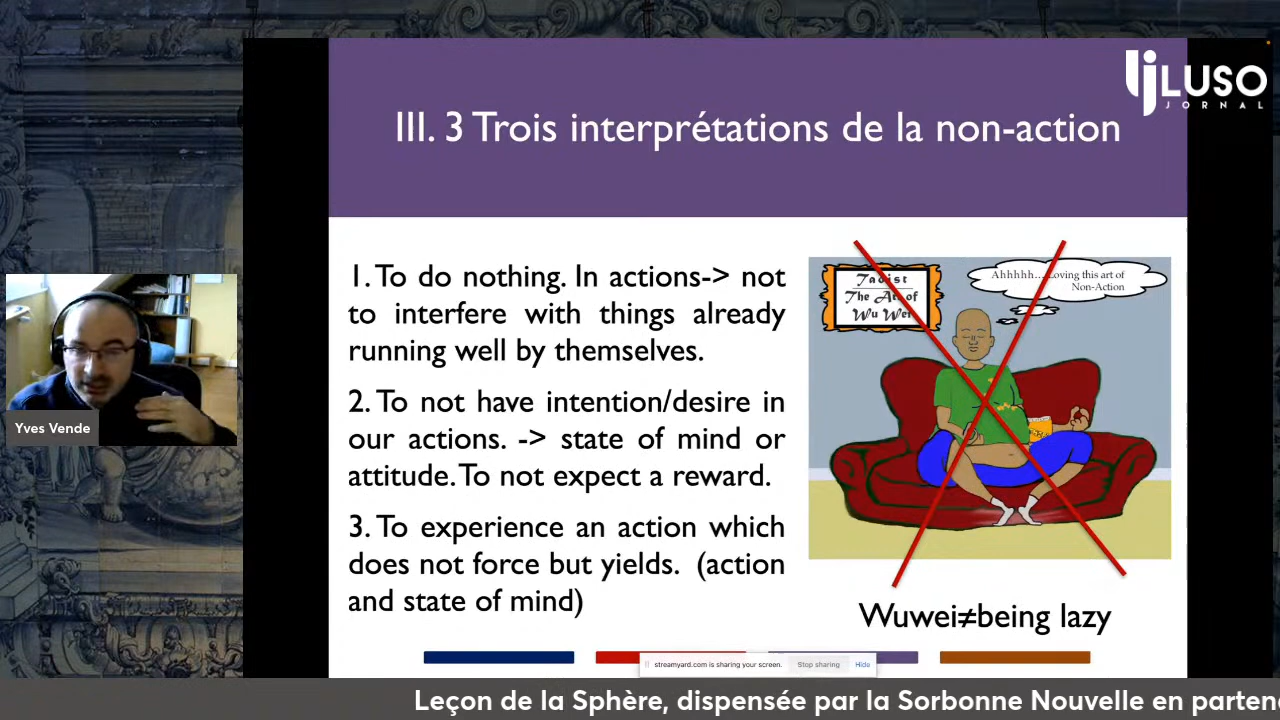 LUSO
JORNAL
III. 3 Trois interprétations de la non-action
1. To do nothing. In actions-> not
to interfere with things already
running well by themselves.
2. To not have intention/desire in
our actions. -> state of mind or
attitude. To not expect a reward.
3. To experience an action which
does not force but yields. (action
and state of mind)
Taoist
The Art of
Wu Wei
Ahhhhh....Loving this art of
Non-Action
Wuwei≠being lazy
Yves Vende
streamyard.com is sharing your screen.
Stop sharing
Hide
Leçon de la Sphère, dispensée par la Sorbonne Nouvelle en parten